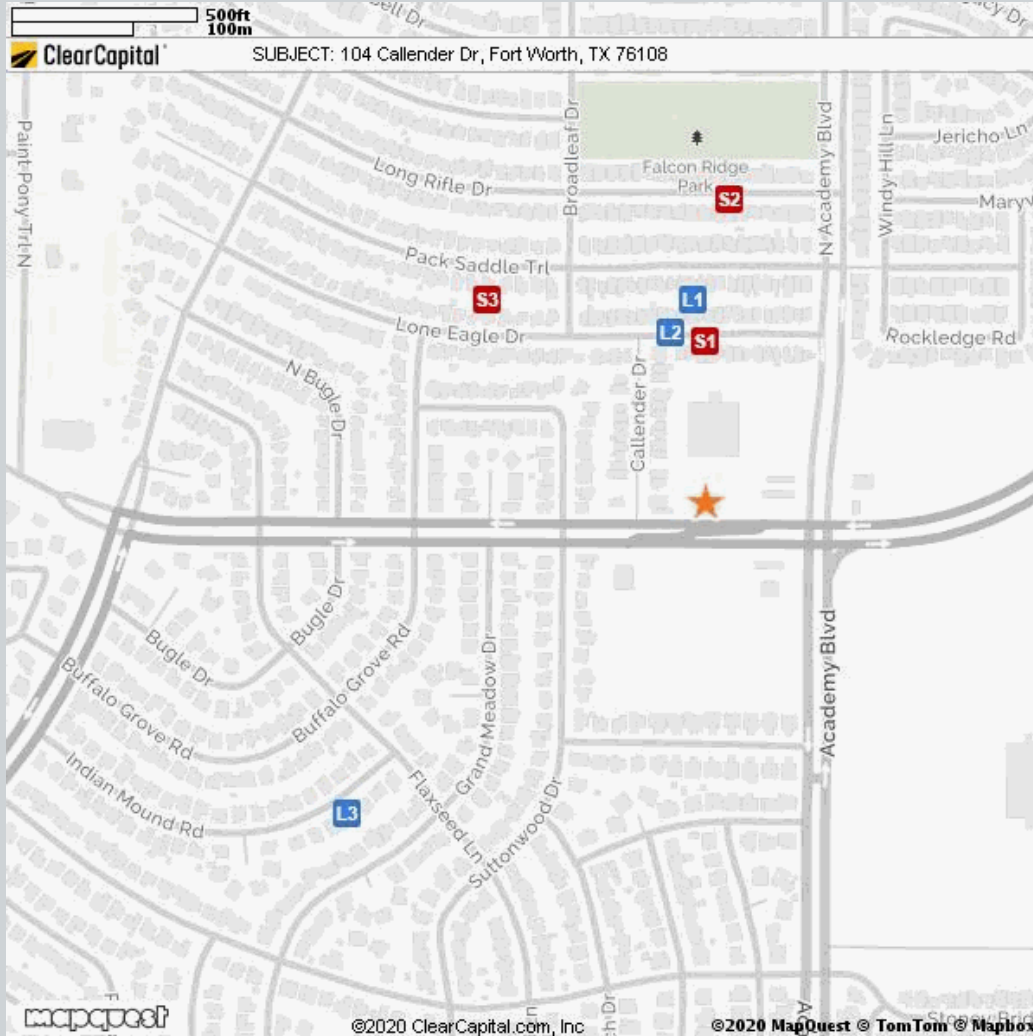 500ft
100m
ClearCapital
SUBJECT: 104 Callender Dr, Fort Worth, TX 76108
Paint Pony Trl N
Broadleaf Dr
N Academy Blvd
Windy Hill Ln
Jericho Ln
Long Rifle Dr
Falcon Ridge
Park
S2
Mary
Pack Saddle Trl
S3
L1
Lone Eagle Dr
L2
S1
Rockledge Rd
N Bugle Dr
Callender Dr
Bugle Dr
Bugle Dr
Buffalo Grove Rd
Buffalo Grove Rd
Grand Meadow Dr
Academy Blvd
Indian Mound Rd
L3
Flaxseed Ln
Suttonwood Dr
mapquest
©2020 ClearCapital.com, Inc
©2020 MapQuest © TomTom © Mapbo